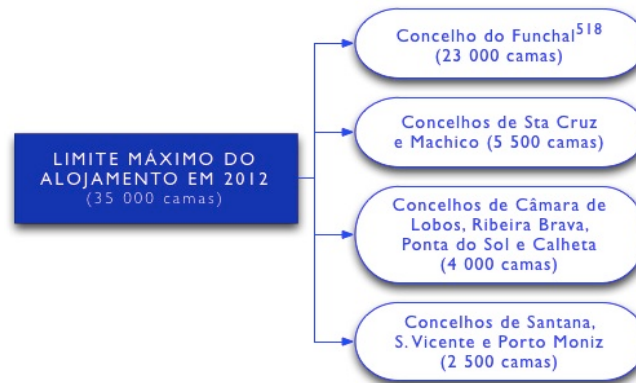 LIMITE MÁXIMO DO
ALOJAMENTO EM 2012
(35 000 camas)
Concelho do Funchal518
(23 000 camas)
Concelhos de Sta Cruz
e Machico (5 500 camas)
Concelhos de Câmara de
Lobos, Ribeira Brava,
Ponta do Sol e Calheta
(4 000 camas)
Concelhos de Santana,
S. Vicente e Porto Moniz
(2 500 camas)